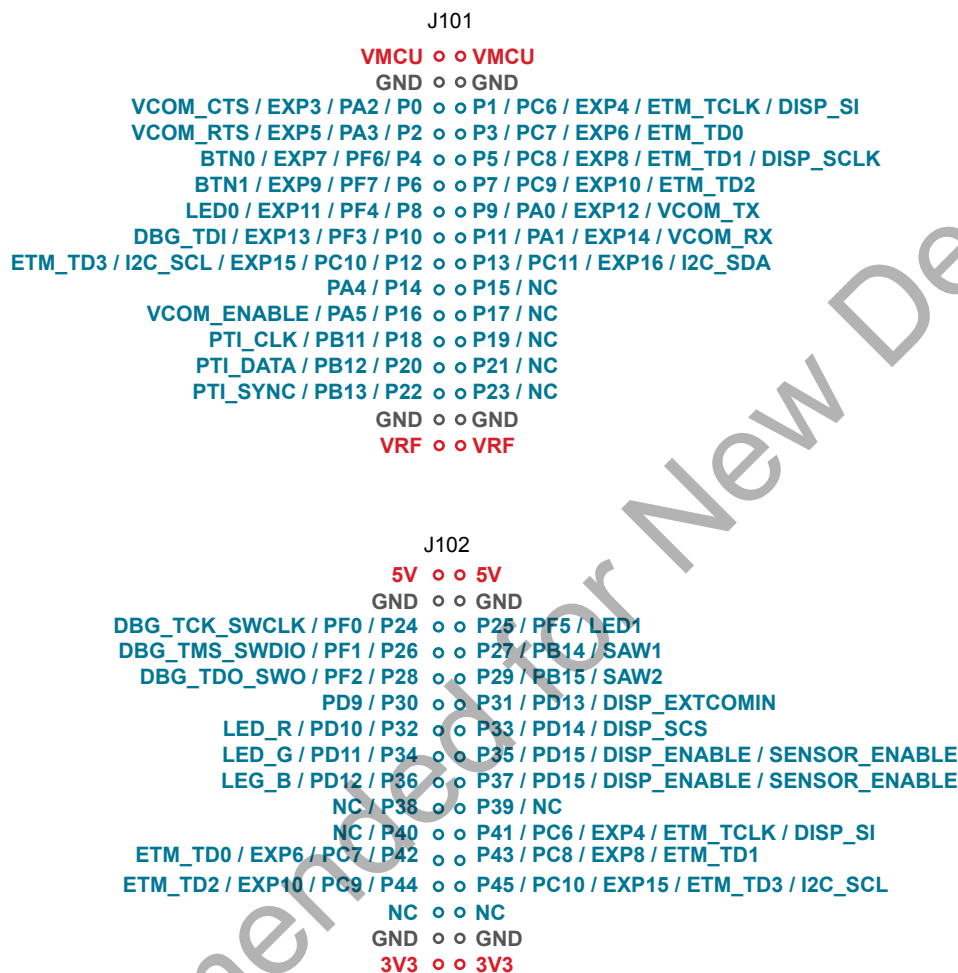 J101
VMCU VMCU
GND GND
VCOM_CTS / EXP3 / PA2 / P0 P1 / PC6 / EXP4 / ETM_TCLK / DISP_SI
VCOM_RTS / EXP5 / PA3 / P2 P3 / PC7 / EXP6 / ETM_TD0
BTN0 / EXP7 / PF6/ P4 P5 / PC8 / EXP8 / ETM_TD1 / DISP_SCLK
BTN1 / EXP9 / PF7 / P6 P7 / PC9 / EXP10 / ETM_TD2
LED0 / EXP11 / PF4 / P8 P9 / PA0 / EXP12 / VCOM_TX
DBG_TDI / EXP13 / PF3 / P10 P11 / PA1 / EXP14 / VCOM_RX
ETM_TD3 / I2C_SCL / EXP15 / PC10 / P12 P13 / PC11 / EXP16 / I2C_SDA
PA4 / P14 P15 / NC
VCOM_ENABLE / PA5 / P16 P17 / NC
PTI_CLK / PB11 / P18 P19 / NC
PTI_DATA / PB12 / P20 P21 / NC
PTI_SYNC / PB13 / P22 P23 / NC
GND GND
VRF VRF
J102
5V 5V
GND GND
DBG_TCK_SWCLK / PF0 / P24 P25 / PF5 / LED1
DBG_TMS_SWDIO / PF1 / P26 P27 / PB14 / SAW1
DBG_TDO_SWO / PF2 / P28 P29 / PB15 / SAW2
PD9 / P30 P31 / PD13 / DISP_EXTCOMIN
LED_R / PD10 / P32 P33 / PD14 / DISP_SCS
LED_G / PD11 / P34 P35 / PD15 / DISP_ENABLE / SENSOR_ENABLE
LEG_B / PD12 / P36 P37 / PD15 / DISP_ENABLE / SENSOR_ENABLE
NC / P38 P39 / NC
NC / P40 P41 / PC6 / EXP4 / ETM_TCLK / DISP_SI
ETM_TD0 / EXP6 / PC7 / P42 P43 / PC8 / EXP8 / ETM_TD1
ETM_TD2 / EXP10 / PC9 / P44 P45 / PC10 / EXP15 / ETM_TD3 / I2C_SCL
NC NC
GND GND
3V3 3V3
mended for New De